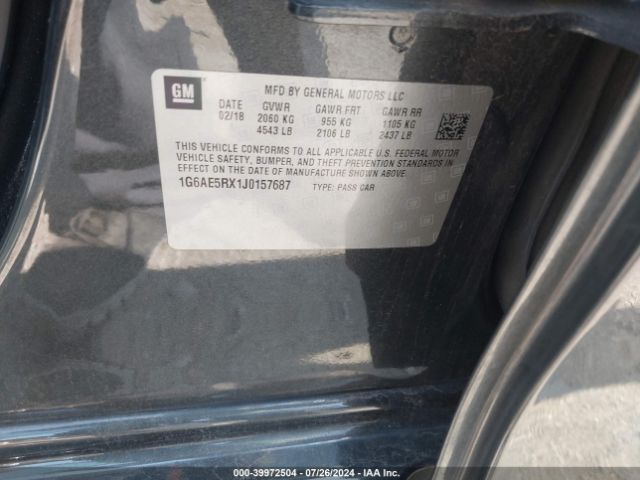 GM
MFD BY GENERAL MOTORS LLC
DATE GVWR GAWR FRT GAWR RR
02/18 2060 KG 955 KG 1105 KG
4543 LB 2106 LB 2437 LB
THIS VEHICLE CONFORMS TO ALL APPLICABLE U.S. FEDERAL MOTOR
VEHICLE SAFETY, BUMPER, AND THEFT PREVENTION STANDARDS IN
EFFECT ON THE DATE OF MANUFACTURE SHOWN ABOVE.
1G6AE5RX1J0157687 TYPE: PASS CAR
000-39972504 - 07/26/2024 - IAA Inc.